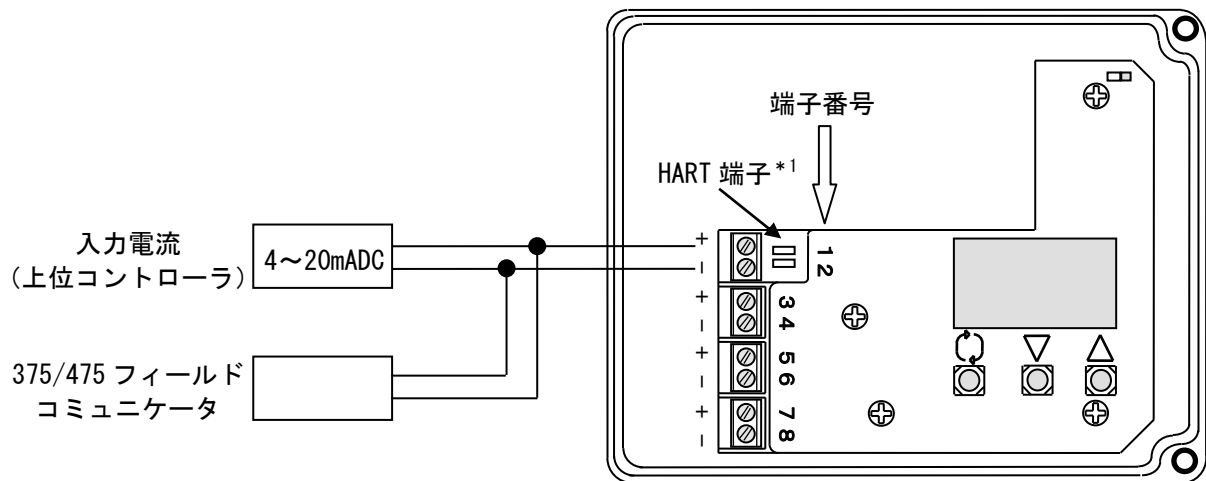 端子番号
HART 端子*1
入力電流
(上位コントローラ)
4～20mADC
375/475 フィールド
コミュニケータ
+
−
+
−
+
−
+
−
1 2
3 4
5 6
7 8